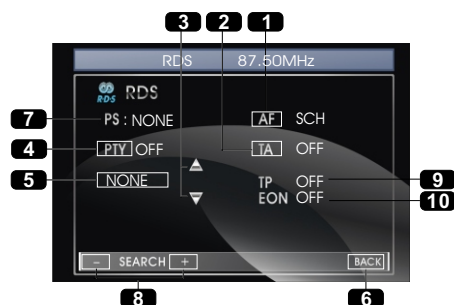 3 2 1
RDS 87.50MHz
RDS RDS
7 PS : NONE AF SCH
4 PTY OFF TA OFF
5 NONE
TP OFF 9
EON OFF 10
- SEARCH + BACK
8 6